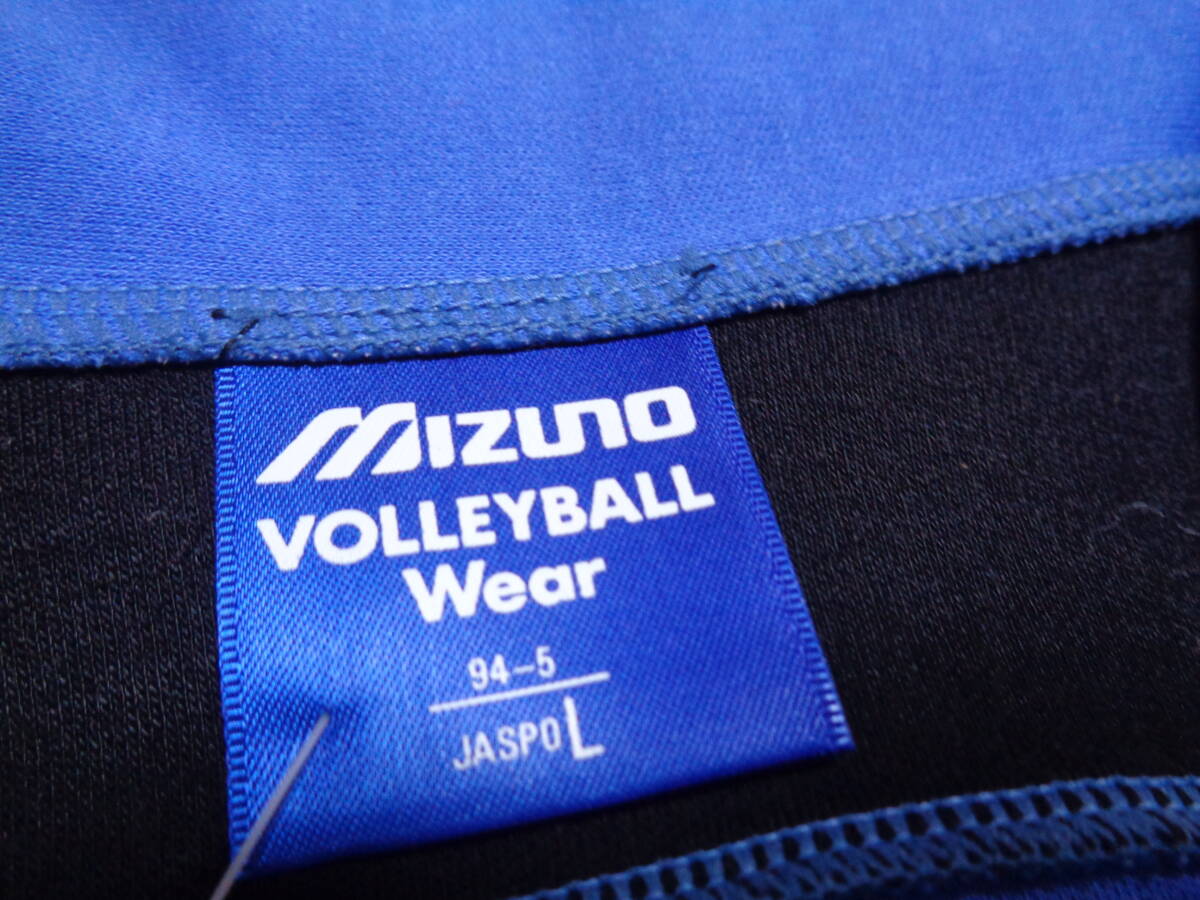 MIZUNO
VOLLEYBALL
Wear
94-5
JASPO L